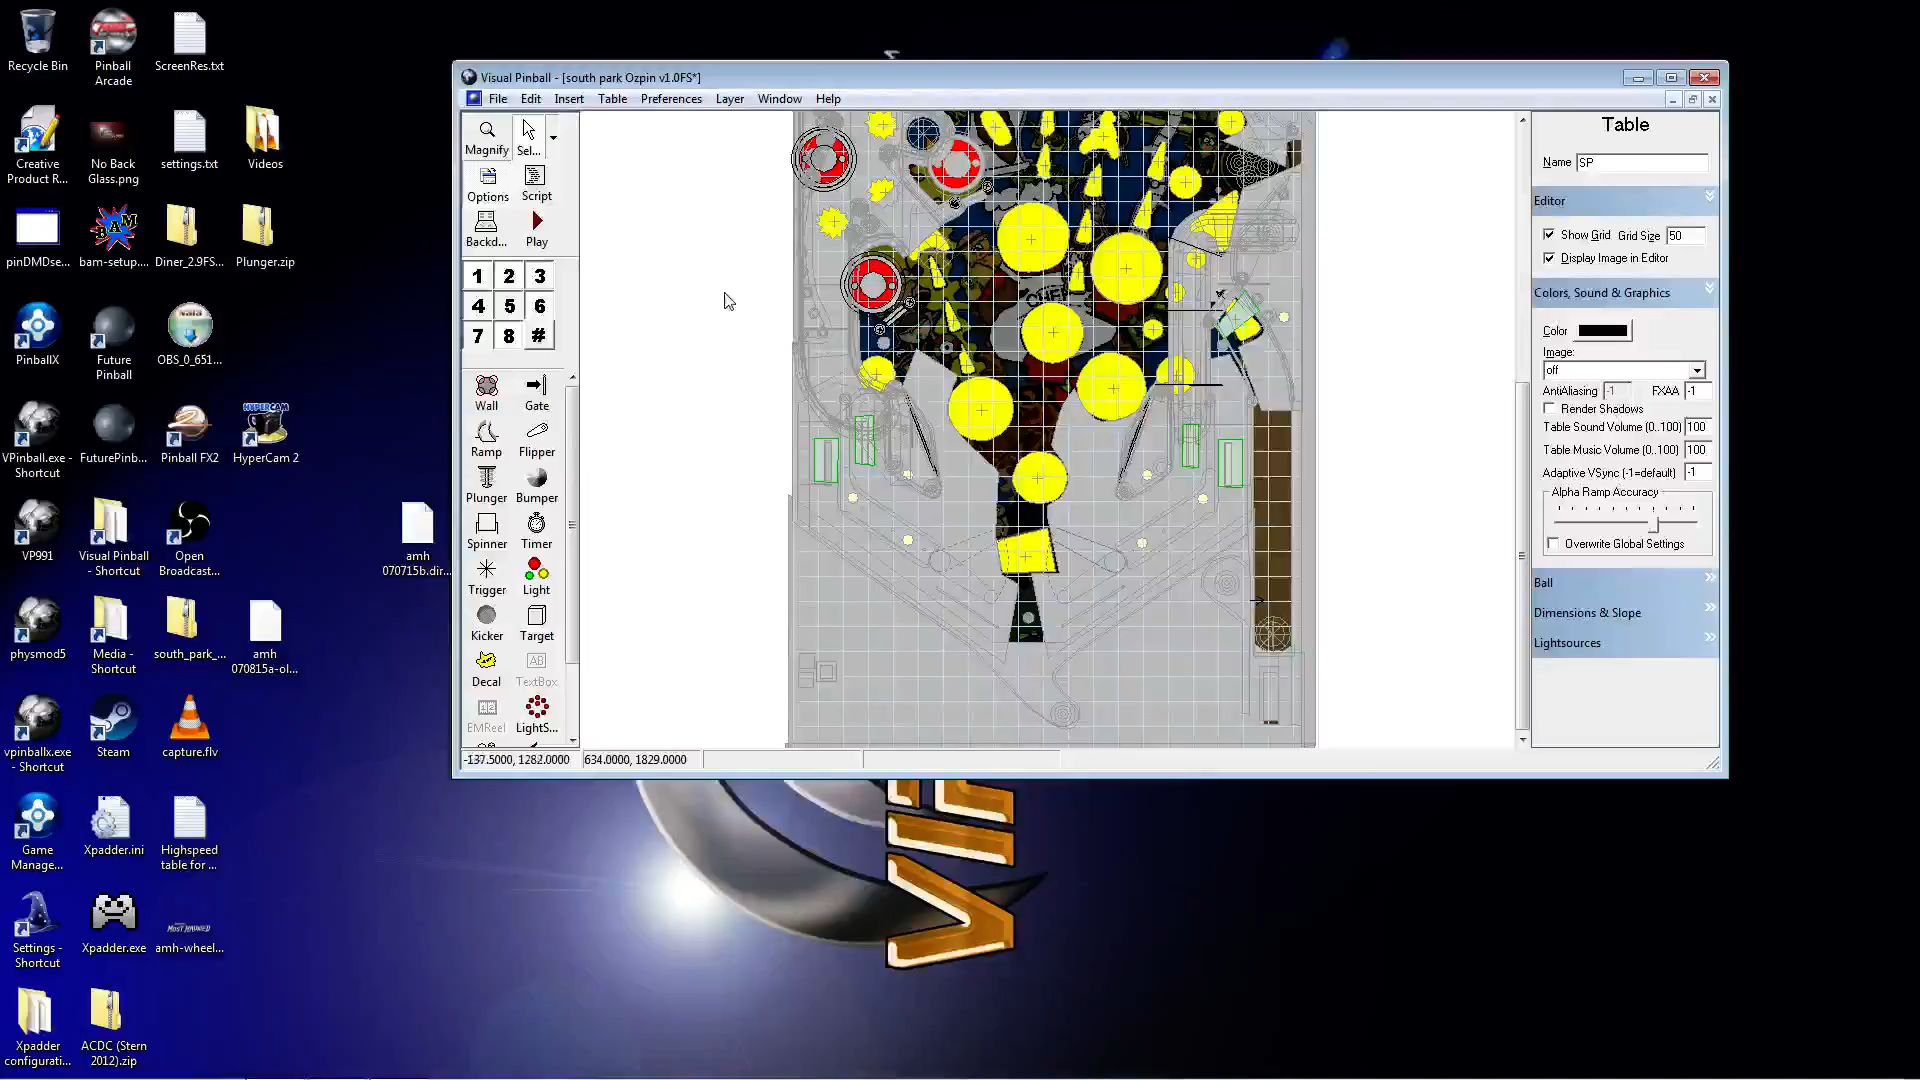 Recycle Bin
Pinball
Arcade
ScreenRes.txt
Creative
Product R...
No Back
Glass.png
settings.txt
Videos
pinDMDse...
BAM
bam-setup....
Diner_2.9FS...
Plunger.zip
PinballX
Future
Pinball
Naia
OBS_0_651...
VPinball.exe -
Shortcut
FuturePinb...
Pinball FX2
HYPERCAM
HyperCam 2
VP991
Visual Pinball
- Shortcut
Open
Broadcast...
amh
070715b.dir...
physmod5
Media -
Shortcut
south_park_...
amh
070815a-ol...
vpinballx.exe
- Shortcut
Steam
capture.flv
Game
Manage...
Xpadder.ini
Highspeed
table for ...
Settings -
Shortcut
Xpadder.exe
amh-wheel...
Xpadder
configurati...
ACDC (Stern
2012).zip
Visual Pinball - [south park Ozpin v1.0FS*]
File Edit Insert Table Preferences Layer Window Help
Magnify Sel...
Options Script
Backd... Play
1 2 3
4 5 6
7 8 #
Wall Gate
Ramp Flipper
Plunger Bumper
Spinner Timer
Trigger Light
Kicker Target
AB
Decal TextBox
EMReel LightS...
CHEF
Table
Name SP
Editor
Show Grid Grid Size 50
Display Image in Editor
Colors, Sound & Graphics
Color
Image:
off
AntiAliasing -1 FXAA -1
Render Shadows
Table Sound Volume (0..100) 100
Table Music Volume (0..100) 100
Adaptive VSync (-1=default) -1
Alpha Ramp Accuracy
Overwrite Global Settings
Ball
Dimensions & Slope
Lightsources
-137.5000, 1282.0000 634.0000, 1829.0000